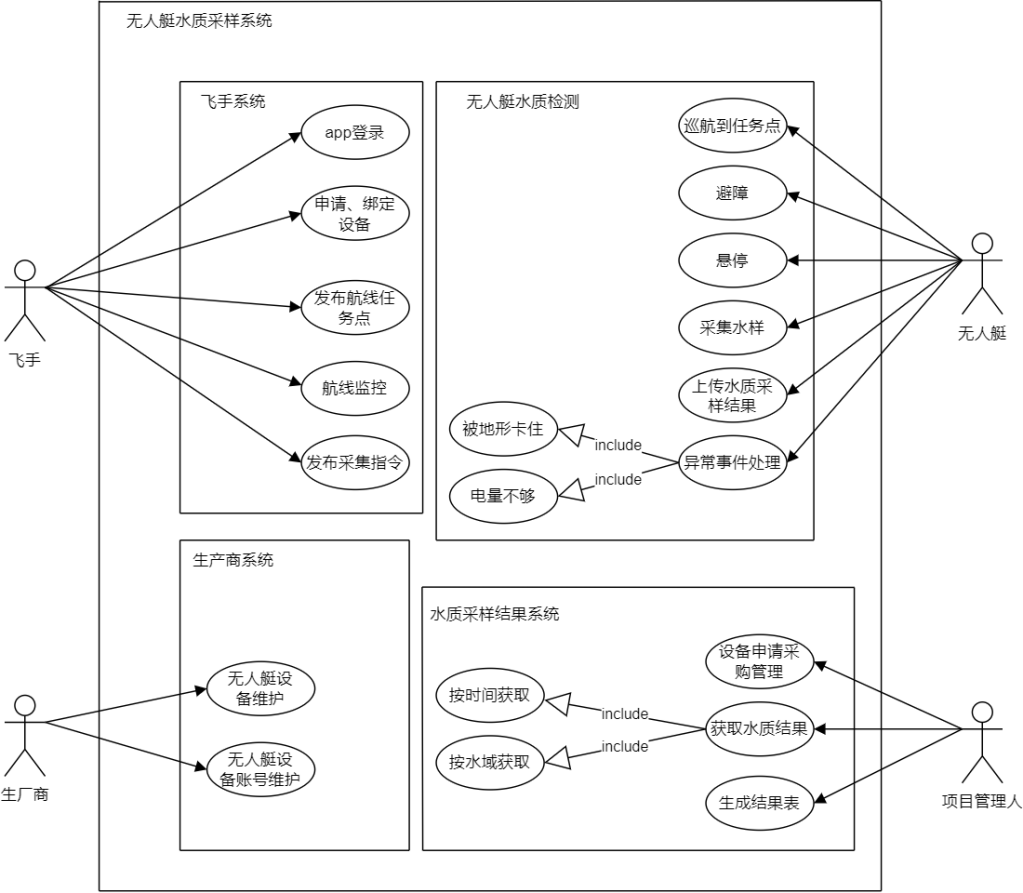 无人艇水质采样系统
飞手系统
app登录
申请、绑定
设备
发布航线任
务点
航线监控
发布采集指令
飞手
无人艇水质检测
巡航到任务点
避障
悬停
采集水样
上传水质采
样结果
异常事件处理
被地形卡住
include
电量不够
include
无人艇
生产商系统
无人艇设
备维护
无人艇设
备账号维护
生厂商
水质采样结果系统
设备申请采
购管理
获取水质结果
生成结果表
按时间获取
include
按水域获取
include
项目管理人